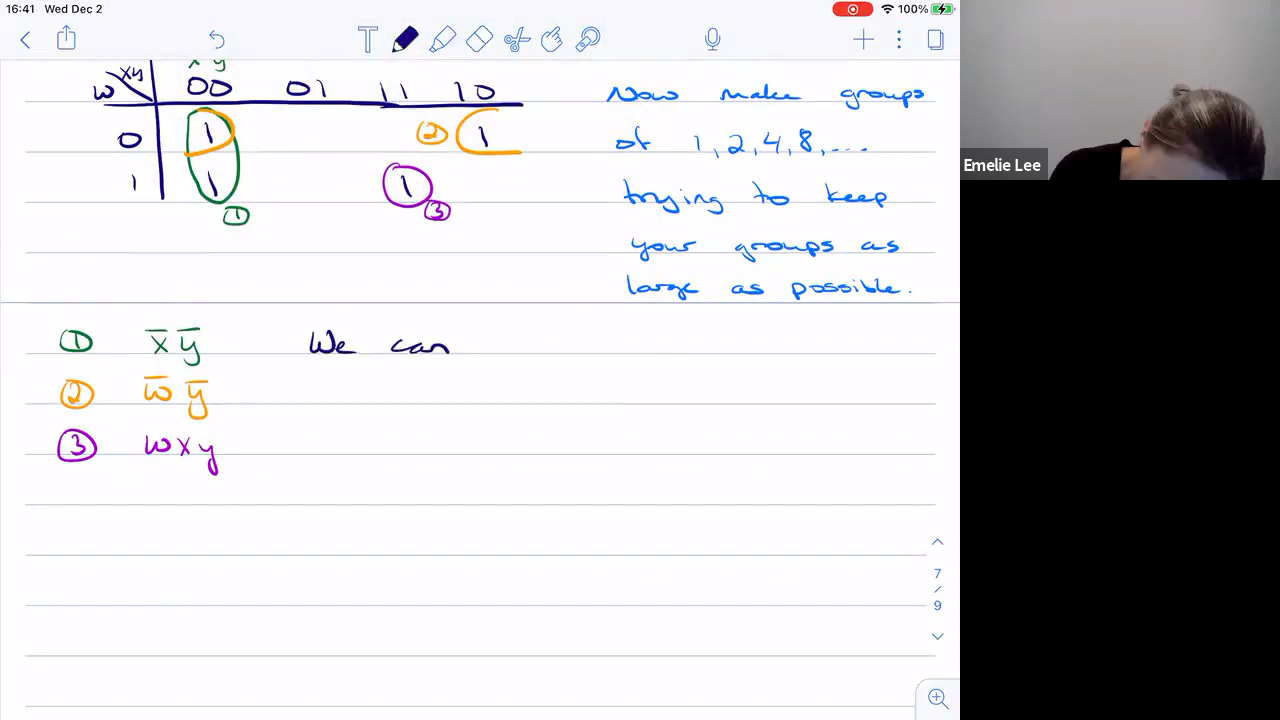 16:41 Wed Dec 2
100%
x y
w xy 00 01 11 10
0 1 ② 1
1 1 1
① ③
Now make groups
of 1, 2, 4, 8, ...
trying to keep
your groups as
large as possible.
Emelie Lee
① x̅ y̅ We can
② w̅ y̅
③ w x y
7
/
9